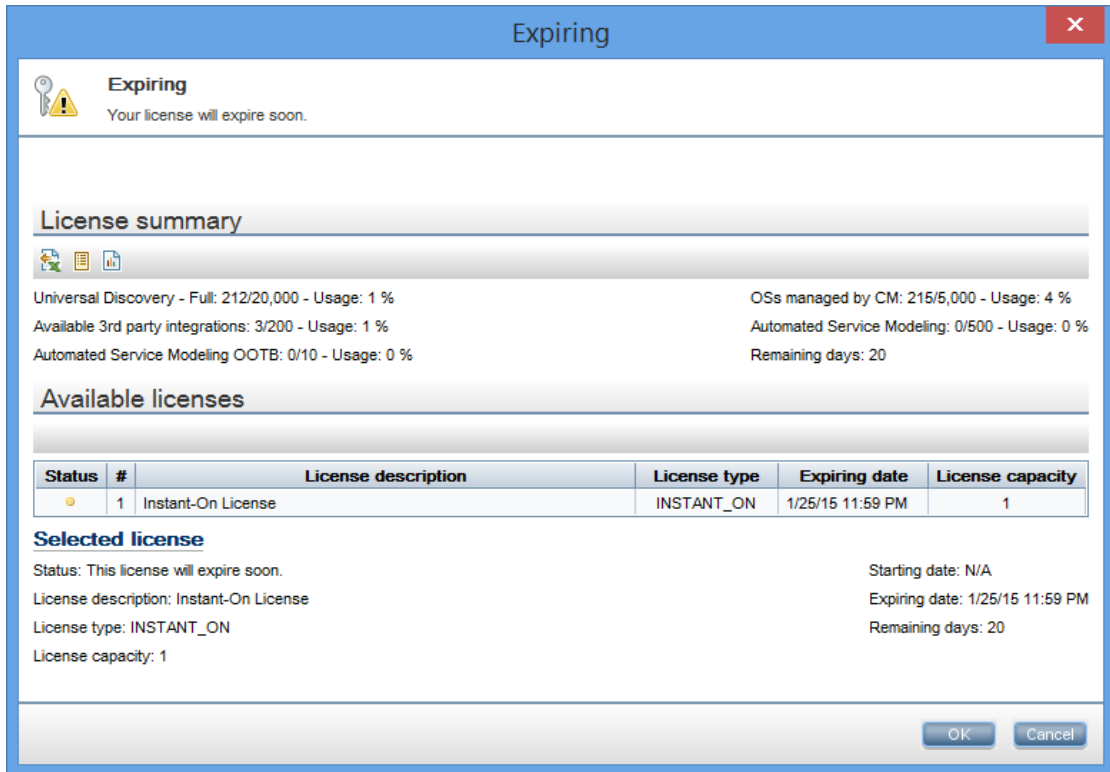 Expiring
Expiring
Your license will expire soon.
License summary
Universal Discovery - Full: 212/20,000 - Usage: 1 %
OSs managed by CM: 215/5,000 - Usage: 4 %
Available 3rd party integrations: 3/200 - Usage: 1 %
Automated Service Modeling: 0/500 - Usage: 0 %
Automated Service Modeling OOTB: 0/10 - Usage: 0 %
Remaining days: 20
Available licenses
Status # License description License type Expiring date License capacity
1 Instant-On License INSTANT_ON 1/25/15 11:59 PM 1
Selected license
Status: This license will expire soon.
Starting date: N/A
License description: Instant-On License
Expiring date: 1/25/15 11:59 PM
License type: INSTANT_ON
Remaining days: 20
License capacity: 1
OK Cancel